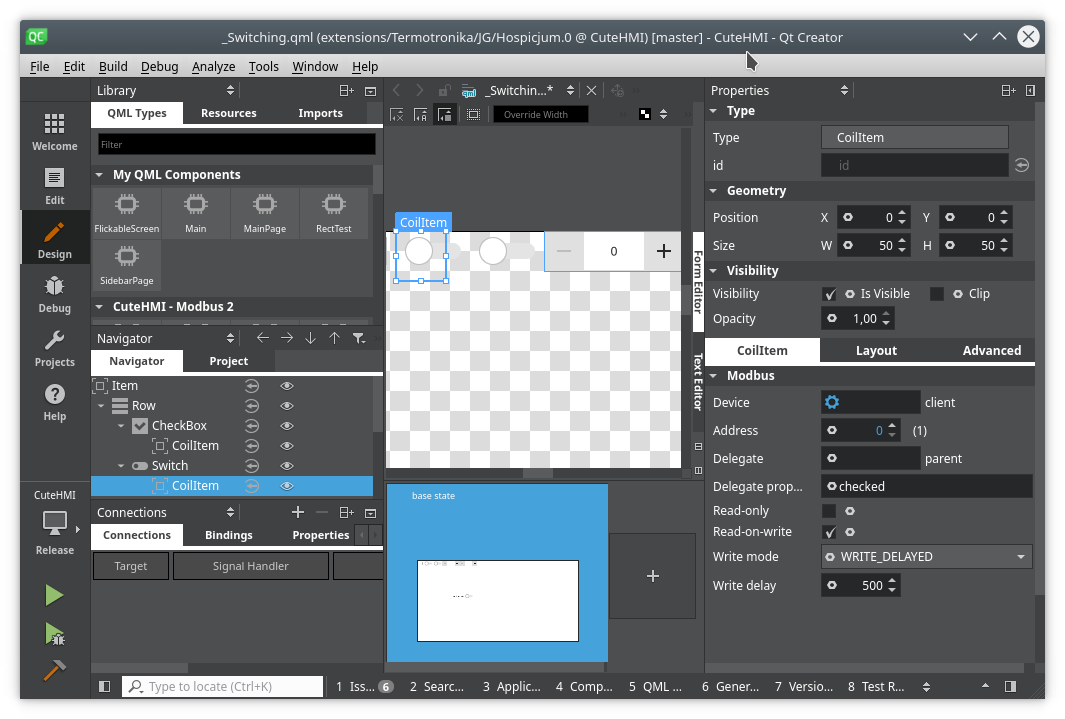 QC
_Switching.qml (extensions/Termotronika/JG/Hospicjum.0 @ CuteHMI) [master] - CuteHMI - Qt Creator
File Edit Build Debug Analyze Tools Window Help
Welcome
Edit
Design
Debug
Projects
Help
CuteHMI
Release
Library
QML Types Resources Imports
Filter
My QML Components
FlickableScreen Main MainPage RectTest
SidebarPage
CuteHMI - Modbus 2
Navigator
Navigator Project
Item
Row
CheckBox
CoilItem
Switch
CoilItem
Connections
Connections Bindings Properties
Target Signal Handler
qml _Switchin...*
Override Width
CoilItem
0
Form Editor
Text Editor
base state
Properties
Type
Type CoilItem
id id
Geometry
Position X 0 Y 0
Size W 50 H 50
Visibility
Visibility Is Visible Clip
Opacity 1,00
CoilItem Layout Advanced
Modbus
Device client
Address 0 (1)
Delegate parent
Delegate prop... checked
Read-only
Read-on-write
Write mode WRITE_DELAYED
Write delay 500
Type to locate (Ctrl+K) 1 Iss... 6 2 Searc... 3 Applic... 4 Comp... 5 QML ... 6 Gener... 7 Versio... 8 Test R...